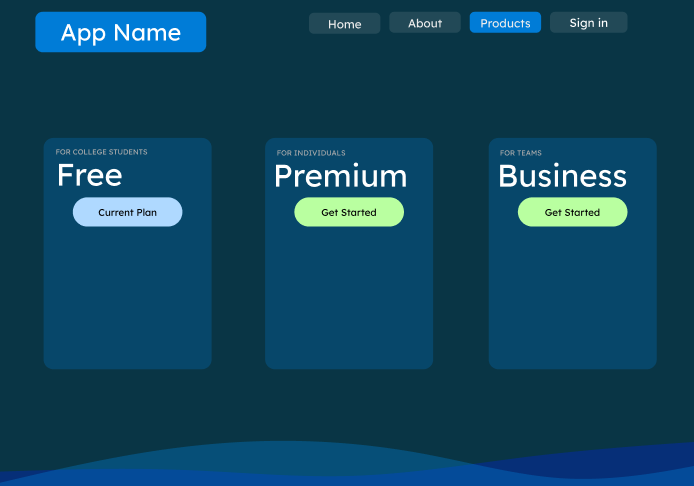 App Name
Home
About
Products
Sign in
FOR COLLEGE STUDENTS
Free
Current Plan
FOR INDIVIDUALS
Premium
Get Started
FOR TEAMS
Business
Get Started